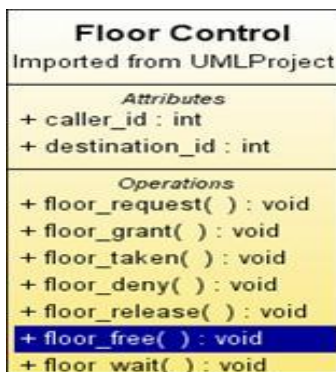 Floor Control
Imported from UMLProject
Attributes
+ caller_id : int
+ destination_id : int
Operations
+ floor_request( ) : void
+ floor_grant( ) : void
+ floor_taken( ) : void
+ floor_deny( ) : void
+ floor_release( ) : void
+ floor_free( ) : void
+ floor_wait( ) : void